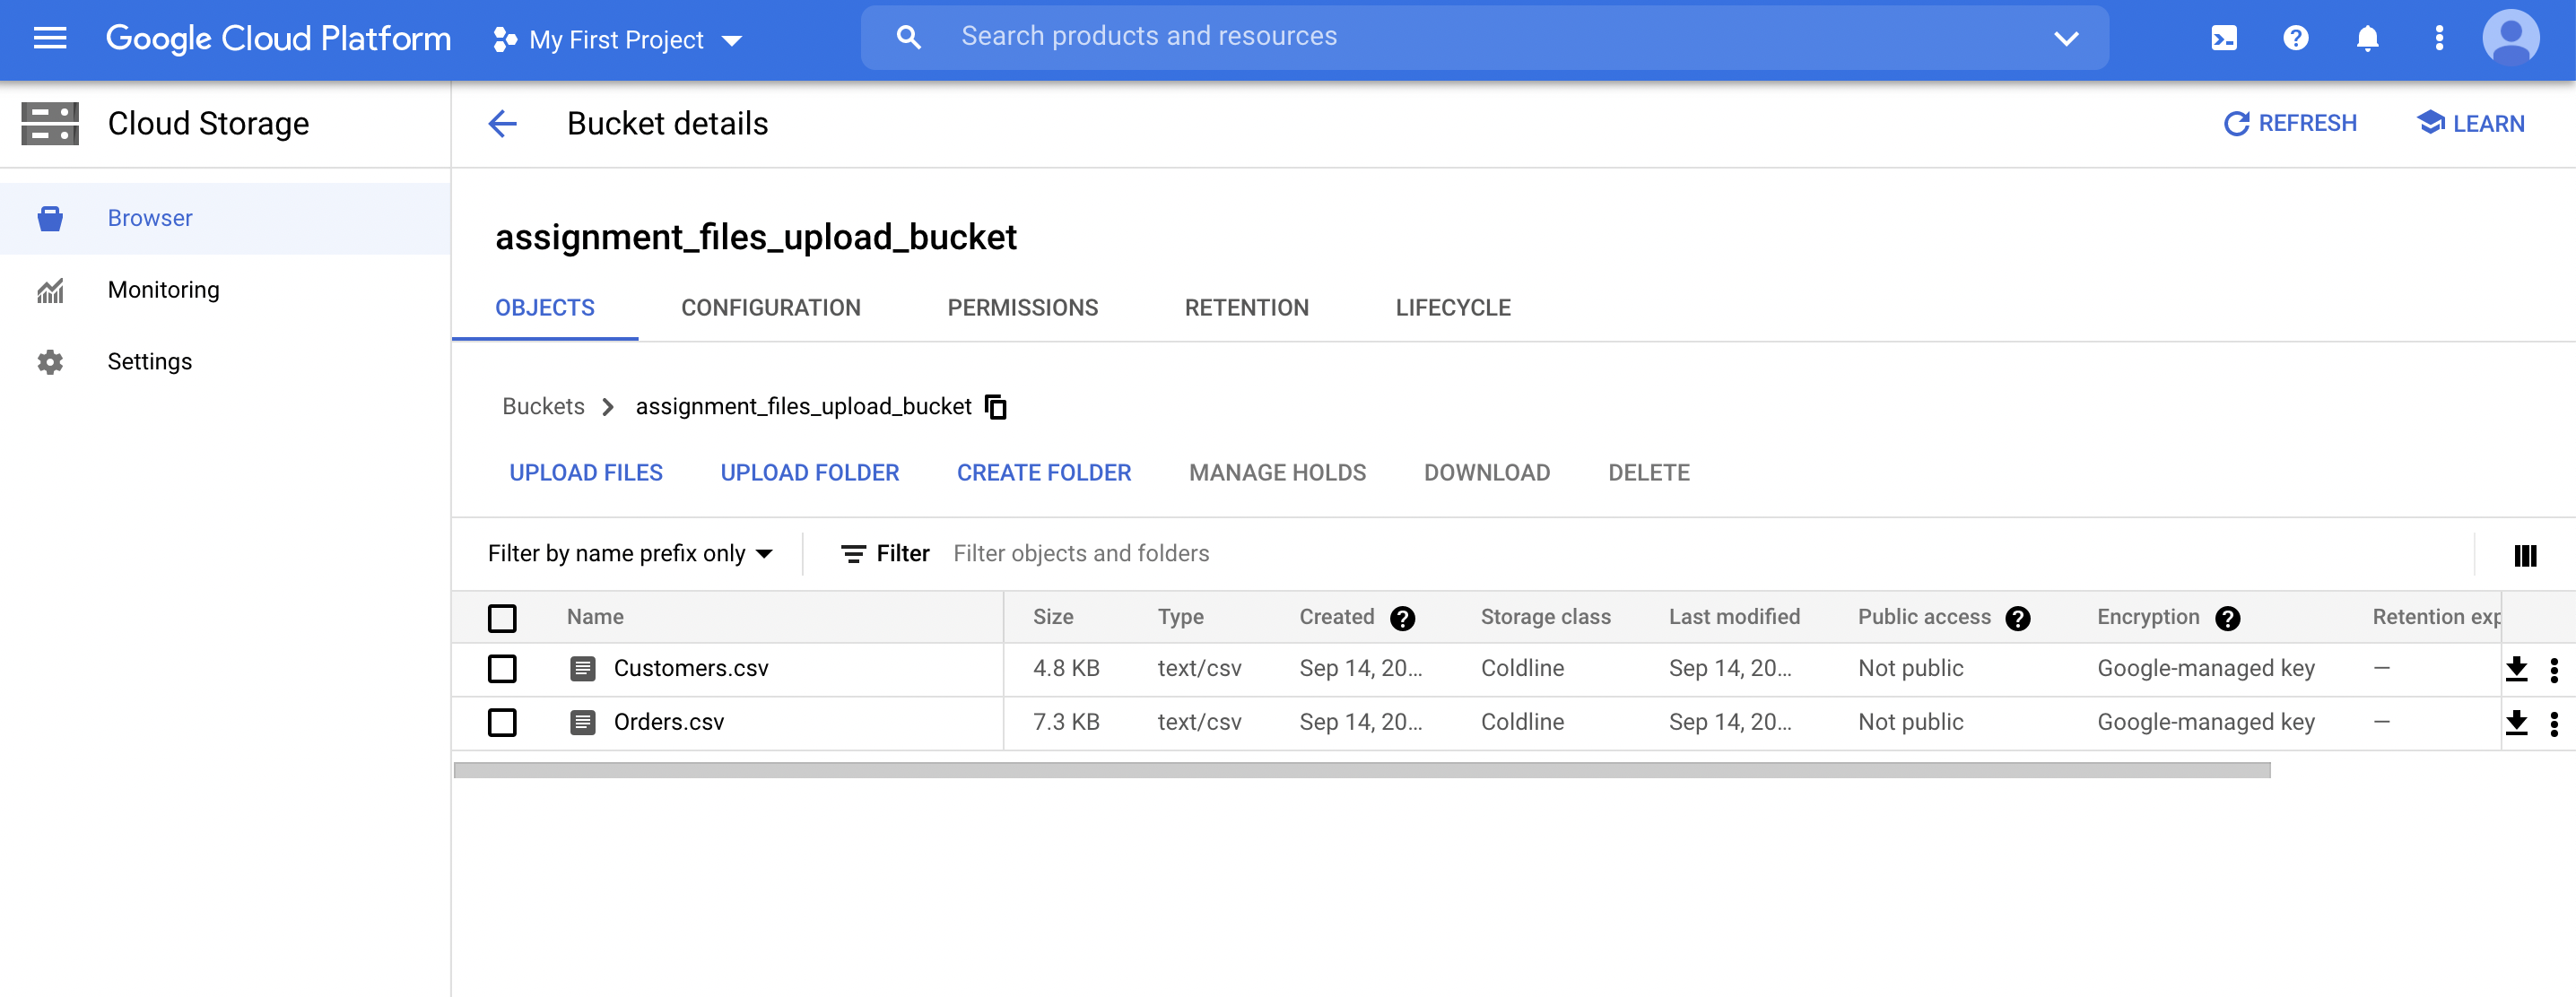 Google Cloud Platform My First Project Search products and resources
Cloud Storage Bucket details REFRESH LEARN
Browser
Monitoring
Settings
assignment_files_upload_bucket
OBJECTS CONFIGURATION PERMISSIONS RETENTION LIFECYCLE
Buckets assignment_files_upload_bucket
UPLOAD FILES UPLOAD FOLDER CREATE FOLDER MANAGE HOLDS DOWNLOAD DELETE
Filter by name prefix only Filter Filter objects and folders
Name Size Type Created Storage class Last modified Public access Encryption Retention exp
Customers.csv 4.8 KB text/csv Sep 14, 20... Coldline Sep 14, 20... Not public Google-managed key —
Orders.csv 7.3 KB text/csv Sep 14, 20... Coldline Sep 14, 20... Not public Google-managed key —